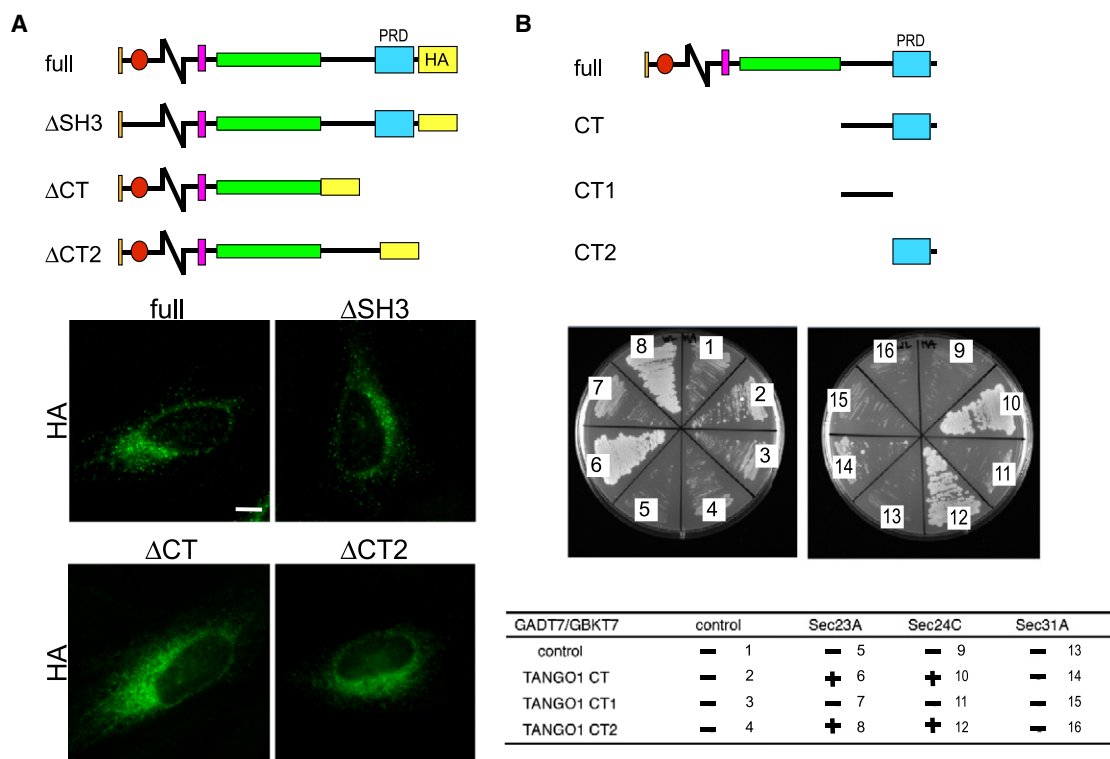 A
PRD
full
HA
ΔSH3
ΔCT
ΔCT2
full
ΔSH3
HA
ΔCT
ΔCT2
HA
B
PRD
full
CT
CT1
CT2
8
1
7
2
6
3
5
4
16
9
15
10
14
11
13
12
GADT7/GBKT7 control Sec23A Sec24C Sec31A
control − 1 − 5 − 9 − 13
TANGO1 CT − 2 + 6 + 10 − 14
TANGO1 CT1 − 3 − 7 − 11 − 15
TANGO1 CT2 − 4 + 8 + 12 − 16